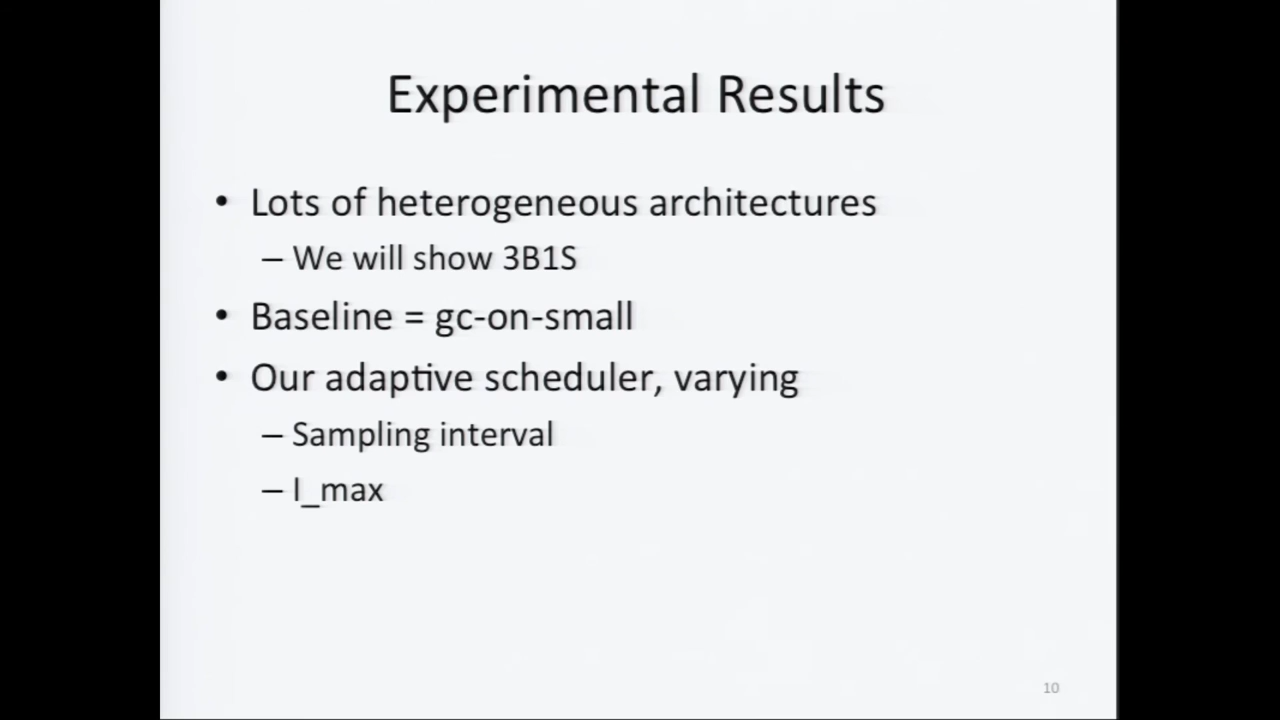 Experimental Results
• Lots of heterogeneous architectures
– We will show 3B1S
• Baseline = gc-on-small
• Our adaptive scheduler, varying
– Sampling interval
– I_max
10